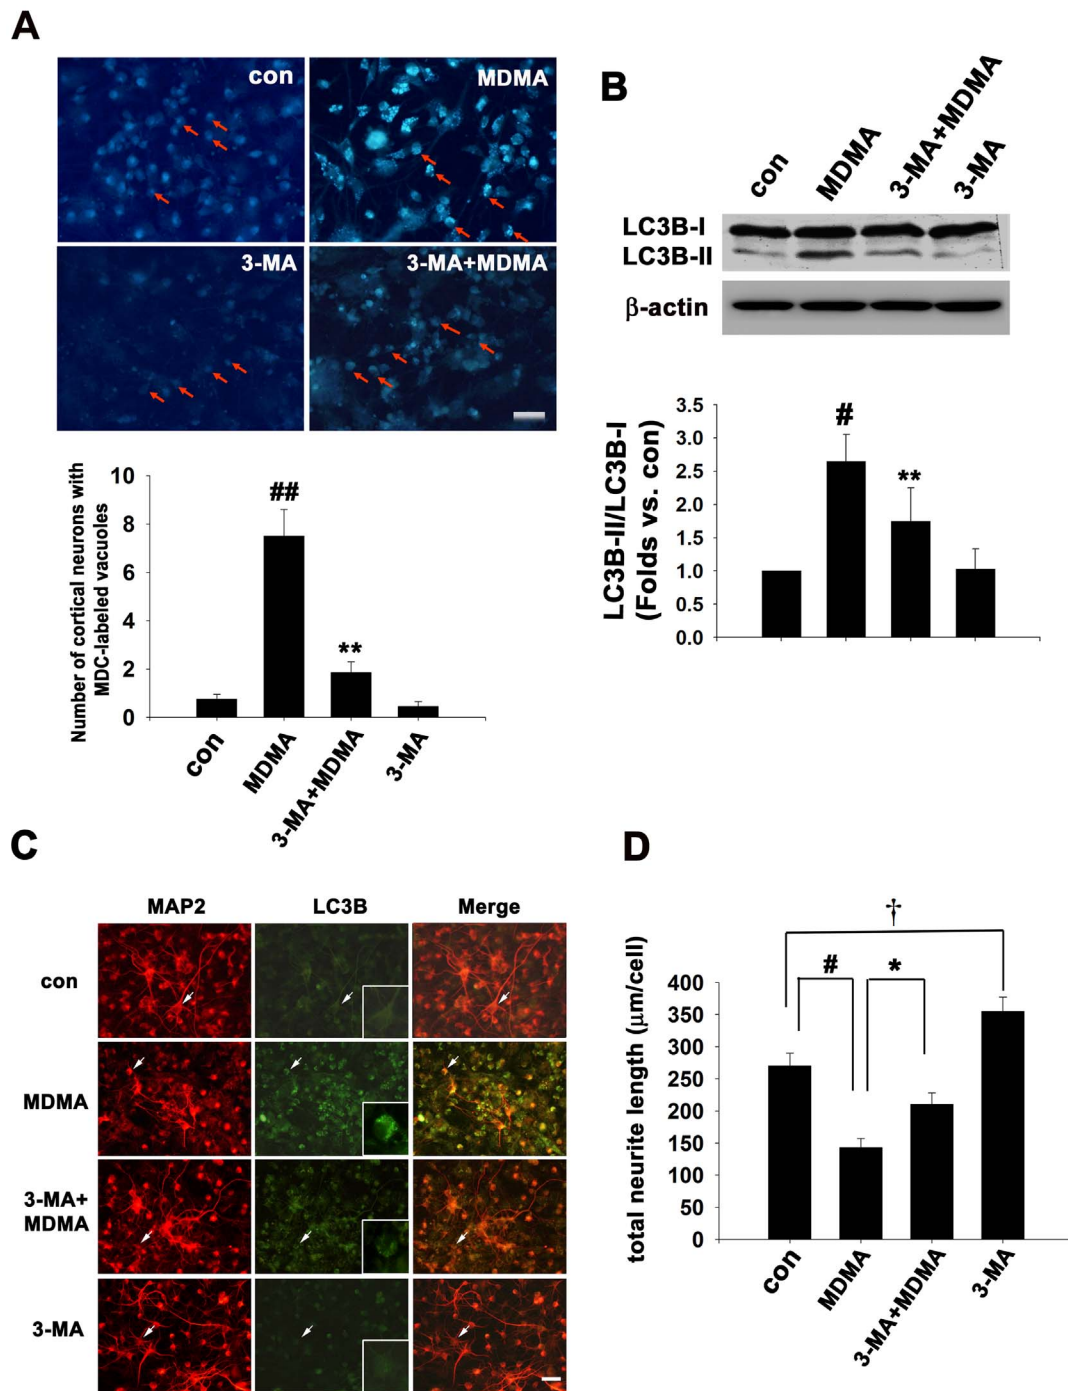 A
con
MDMA
3-MA
3-MA+MDMA
Number of cortical neurons with
MDC-labeled vacuoles
10
8
6
4
2
0
##
**
con
MDMA
3-MA+MDMA
3-MA
B
con
MDMA
3-MA+MDMA
3-MA
LC3B-I
LC3B-II
β-actin
LC3B-II/LC3B-I
(Folds vs. con)
3.5
3.0
2.5
2.0
1.5
1.0
0.5
0.0
#
**
C
MAP2
LC3B
Merge
con
MDMA
3-MA+
MDMA
3-MA
D
total neurite length (μm/cell)
400
350
300
250
200
150
100
50
0
†
#
*
con
MDMA
3-MA+MDMA
3-MA